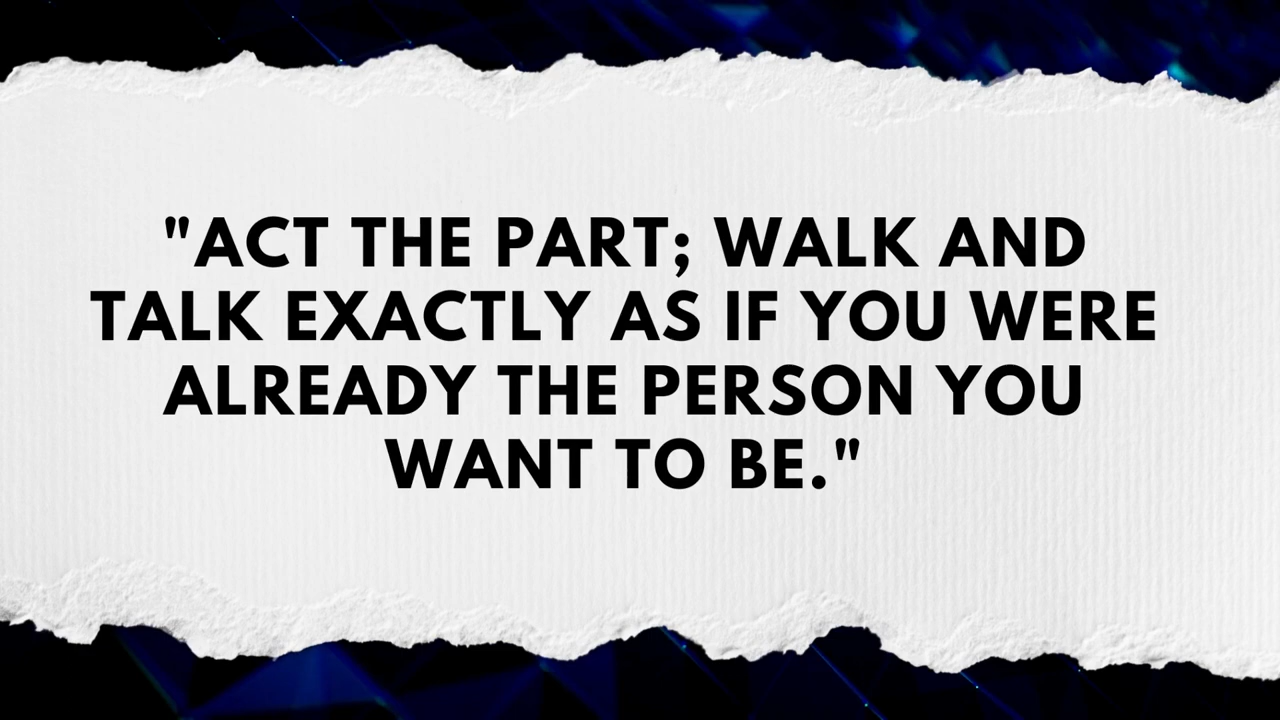 "ACT THE PART; WALK AND
TALK EXACTLY AS IF YOU WERE
ALREADY THE PERSON YOU
WANT TO BE."